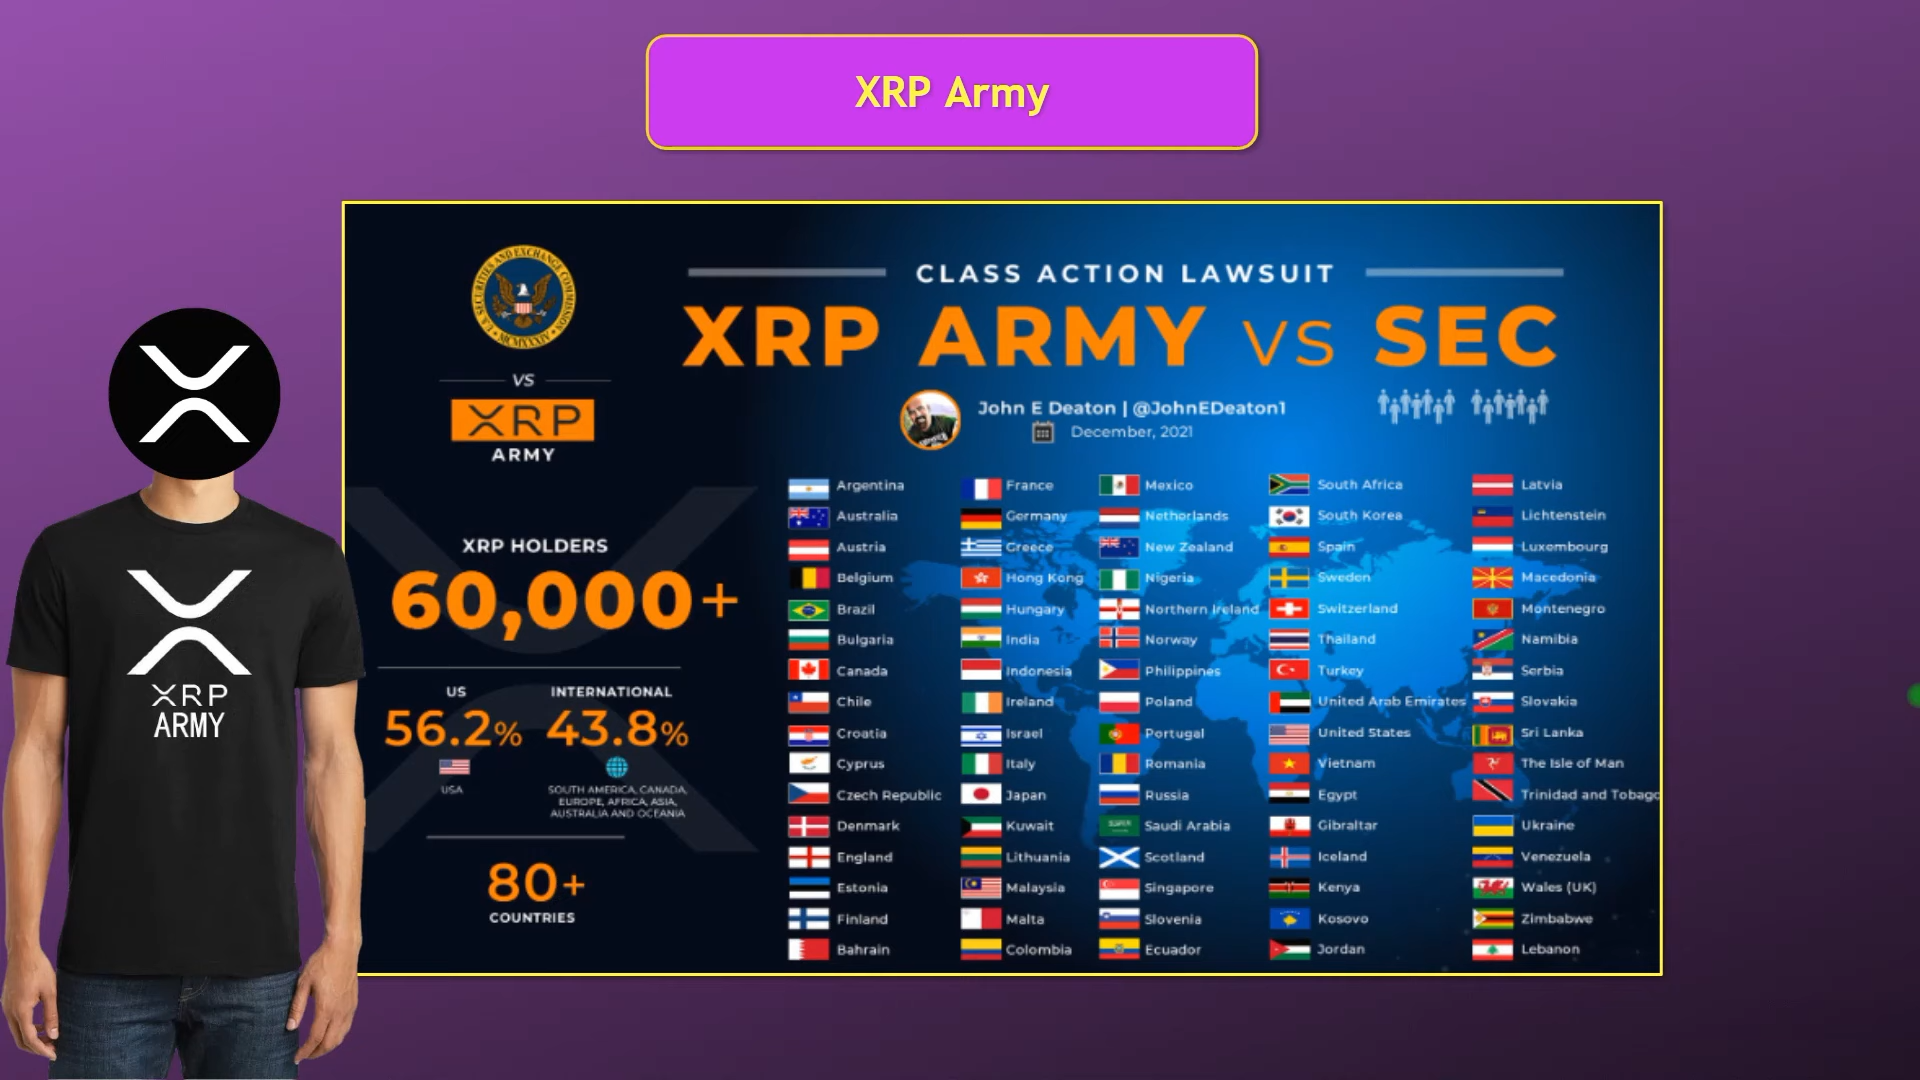 XRP Army
U.S. SECURITIES AND EXCHANGE COMMISSION
MCMXXXIV
VS
XRP
ARMY
CLASS ACTION LAWSUIT
XRP ARMY VS SEC
John E Deaton | @JohnEDeaton1
December, 2021
XRP HOLDERS
60,000+
US
56.2%
USA
INTERNATIONAL
43.8%
SOUTH AMERICA, CANADA,
EUROPE, AFRICA, ASIA,
AUSTRALIA AND OCEANIA
80+
COUNTRIES
Argentina
Australia
Austria
Belgium
Brazil
Bulgaria
Canada
Chile
Croatia
Cyprus
Czech Republic
Denmark
England
Estonia
Finland
Bahrain
France
Germany
Greece
Hong Kong
Hungary
India
Indonesia
Ireland
Israel
Italy
Japan
Kuwait
Lithuania
Malaysia
Malta
Colombia
Mexico
Netherlands
New Zealand
Nigeria
Northern Ireland
Norway
Philippines
Poland
Portugal
Romania
Russia
Saudi Arabia
Scotland
Singapore
Slovenia
Ecuador
South Africa
South Korea
Spain
Sweden
Switzerland
Thailand
Turkey
United Arab Emirates
United States
Vietnam
Egypt
Gibraltar
Iceland
Kenya
Kosovo
Jordan
Latvia
Lichtenstein
Luxembourg
Macedonia
Montenegro
Namibia
Serbia
Slovakia
Sri Lanka
The Isle of Man
Trinidad and Tobago
Ukraine
Venezuela
Wales (UK)
Zimbabwe
Lebanon
XRP
ARMY